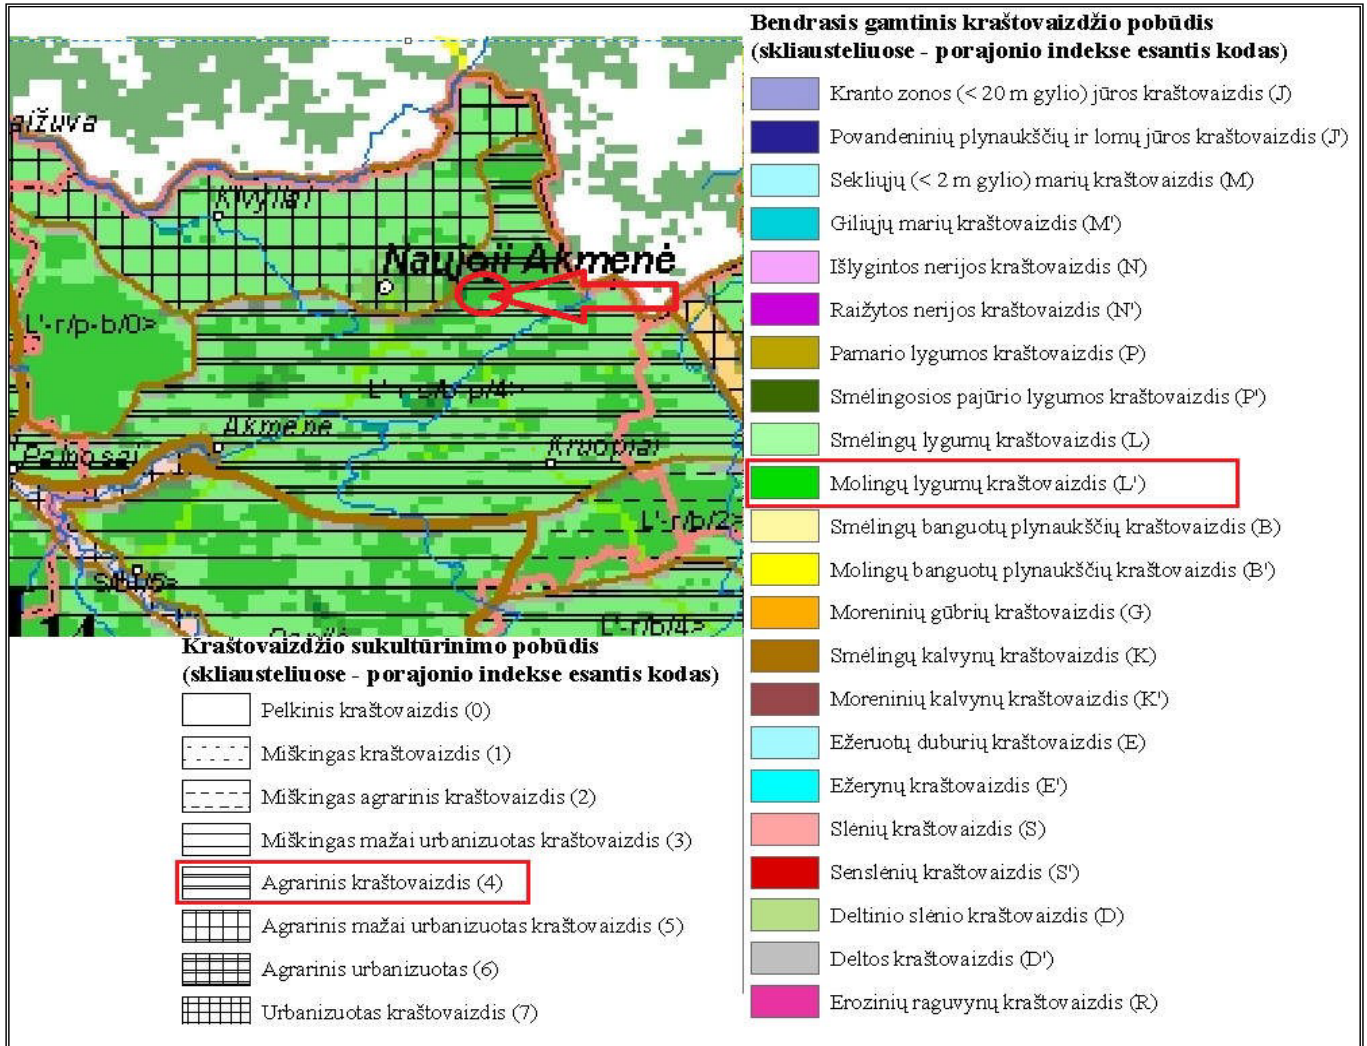 aižuva
Klvyliai
Naujoji Akmenė
L'-r/p-b/0>
L'-r-s/b-p/4>
Akmenė
Kruopiai
L'-r/b/2>
S/b/5>
14
L'-r/b/4>
Bendrasis gamtinis kraštovaizdžio pobūdis
(skliausteliuose - porajonio indekse esantis kodas)
Kranto zonos (< 20 m gylio) jūros kraštovaizdis (J)
Povandeninių plynaukščių ir lomų jūros kraštovaizdis (J')
Sekliųjų (< 2 m gylio) marių kraštovaizdis (M)
Giliųjų marių kraštovaizdis (M')
Išlygintos nerijos kraštovaizdis (N)
Raižytos nerijos kraštovaizdis (N')
Pamario lygumos kraštovaizdis (P)
Smėlingosios pajūrio lygumos kraštovaizdis (P')
Smėlingų lygumų kraštovaizdis (L)
Molingų lygumų kraštovaizdis (L')
Smėlingų banguotų plynaukščių kraštovaizdis (B)
Molingų banguotų plynaukščių kraštovaizdis (B')
Moreninių gūbrių kraštovaizdis (G)
Smėlingų kalvynų kraštovaizdis (K)
Moreninių kalvynų kraštovaizdis (K')
Ežeruotų duburių kraštovaizdis (E)
Ežerynų kraštovaizdis (E')
Slėnių kraštovaizdis (S)
Senslėnių kraštovaizdis (S')
Deltinio slėnio kraštovaizdis (D)
Deltos kraštovaizdis (D')
Erozinių raguvynų kraštovaizdis (R)
Kraštovaizdžio sukultūrinimo pobūdis
(skliausteliuose - porajonio indekse esantis kodas)
Pelkinis kraštovaizdis (0)
Miškingas kraštovaizdis (1)
Miškingas agrarinis kraštovaizdis (2)
Miškingas mažai urbanizuotas kraštovaizdis (3)
Agrarinis kraštovaizdis (4)
Agrarinis mažai urbanizuotas kraštovaizdis (5)
Agrarinis urbanizuotas (6)
Urbanizuotas kraštovaizdis (7)